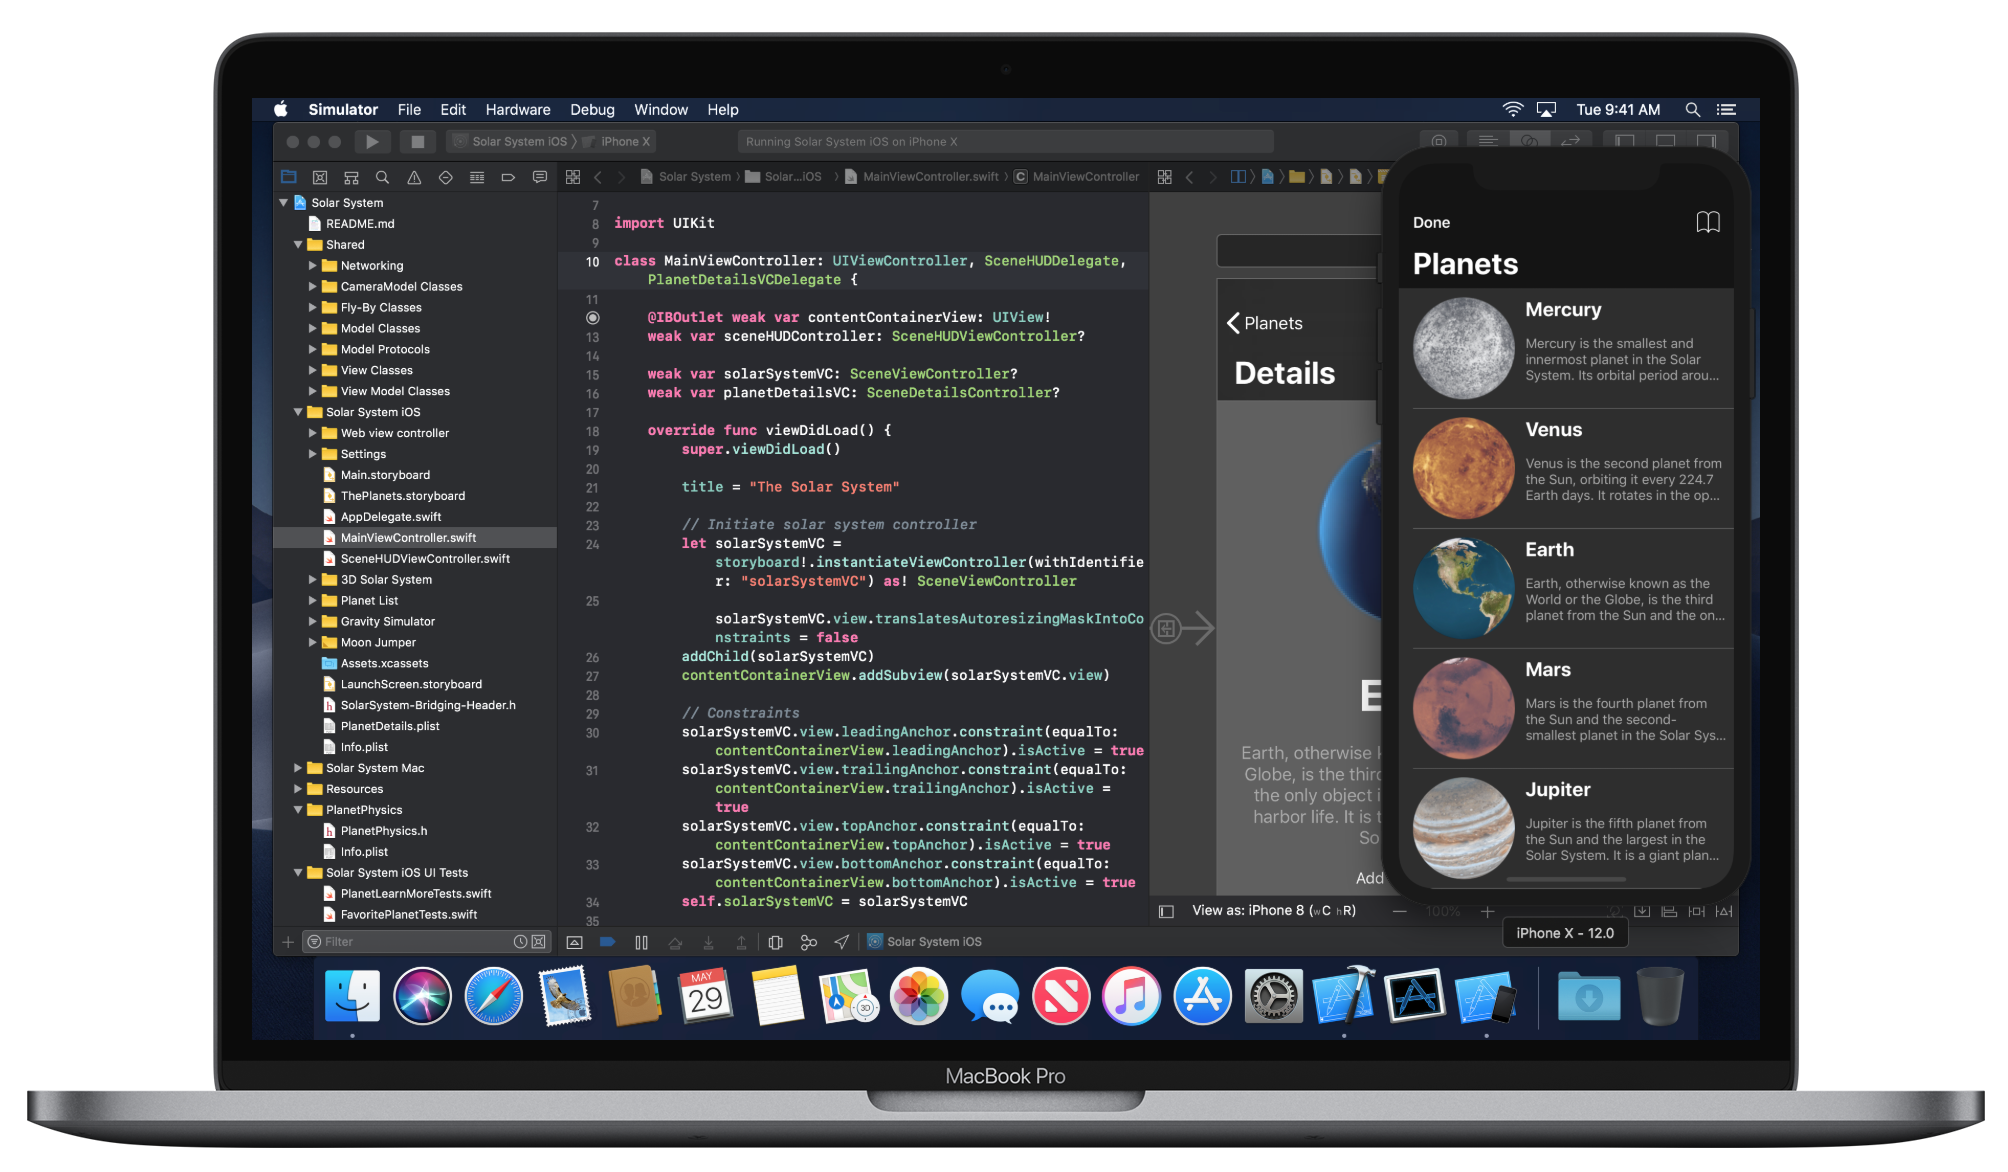 Simulator File Edit Hardware Debug Window Help
Tue 9:41 AM
Solar System iOS
iPhone X
Running Solar System iOS on iPhone X
Solar System
README.md
Shared
Networking
CameraModel Classes
Fly-By Classes
Model Classes
Model Protocols
View Classes
View Model Classes
Solar System iOS
Web view controller
Settings
Main.storyboard
ThePlanets.storyboard
AppDelegate.swift
MainViewController.swift
SceneHUDViewController.swift
3D Solar System
Planet List
Gravity Simulator
Moon Jumper
Assets.xcassets
LaunchScreen.storyboard
SolarSystem-Bridging-Header.h
PlanetDetails.plist
Info.plist
Solar System Mac
Resources
PlanetPhysics
PlanetPhysics.h
Info.plist
Solar System iOS UI Tests
PlanetLearnMoreTests.swift
FavoritePlanetTests.swift
Filter
Solar System
Solar...iOS
MainViewController.swift
C MainViewController
7
8 import UIKit
9
10 class MainViewController: UIViewController, SceneHUDDelegate,
PlanetDetailsVCDelegate {
11
@IBOutlet weak var contentContainerView: UIView!
13 weak var sceneHUDController: SceneHUDViewController?
14
15 weak var solarSystemVC: SceneViewController?
16 weak var planetDetailsVC: SceneDetailsController?
17
18 override func viewDidLoad() {
19 super.viewDidLoad()
20
21 title = "The Solar System"
22
23 // Initiate solar system controller
24 let solarSystemVC =
storyboard!.instantiateViewController(withIdentifie
r: "solarSystemVC") as! SceneViewController
25
solarSystemVC.view.translatesAutoresizingMaskIntoCo
nstraints = false
26 addChild(solarSystemVC)
27 contentContainerView.addSubview(solarSystemVC.view)
28
29 // Constraints
30 solarSystemVC.view.leadingAnchor.constraint(equalTo:
contentContainerView.leadingAnchor).isActive = true
31 solarSystemVC.view.trailingAnchor.constraint(equalTo:
contentContainerView.trailingAnchor).isActive =
true
32 solarSystemVC.view.topAnchor.constraint(equalTo:
contentContainerView.topAnchor).isActive = true
33 solarSystemVC.view.bottomAnchor.constraint(equalTo:
contentContainerView.bottomAnchor).isActive = true
34 self.solarSystemVC = solarSystemVC
35
Solar System iOS
Planets
Details
E
Earth, otherwise
Globe, is the
the only object
harbor life. It is
So
Add
View as: iPhone 8 (wC hR)
100%
Done
Planets
Mercury
Mercury is the smallest and
innermost planet in the Solar
System. Its orbital period arou...
Venus
Venus is the second planet from
the Sun, orbiting it every 224.7
Earth days. It rotates in the op...
Earth
Earth, otherwise known as the
World or the Globe, is the third
planet from the Sun and the on...
Mars
Mars is the fourth planet from
the Sun and the second-
smallest planet in the Solar Sys...
Jupiter
Jupiter is the fifth planet from
the Sun and the largest in the
Solar System. It is a giant plan...
iPhone X - 12.0
MAY
29
3D
MacBook Pro